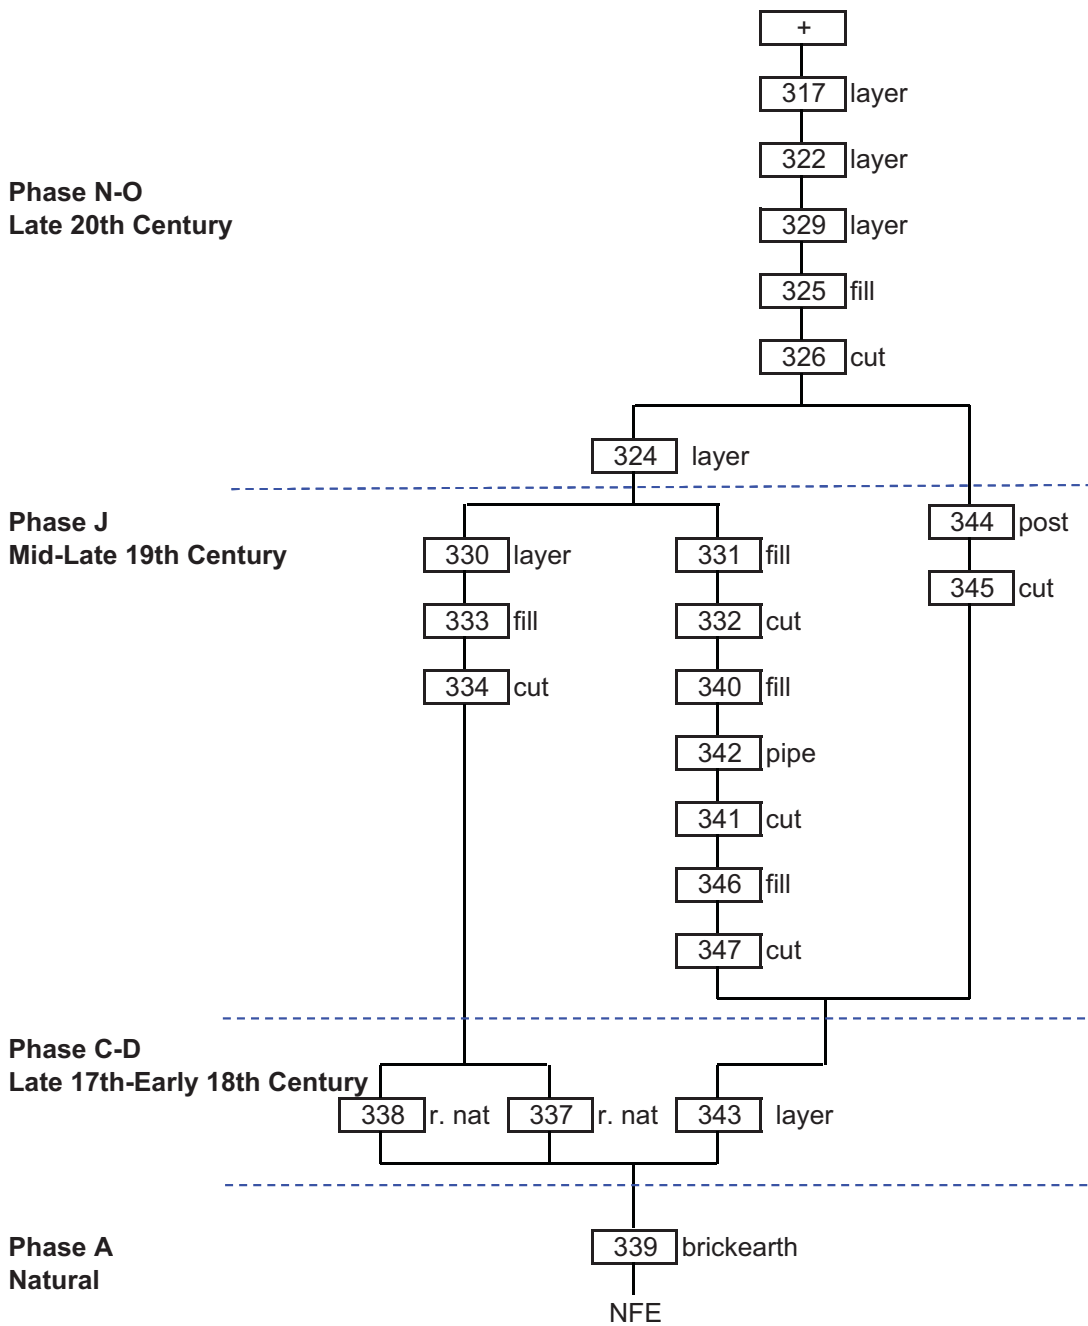 +
317 layer
322 layer
Phase N-O
Late 20th Century
329 layer
325 fill
326 cut
324 layer
Phase J
Mid-Late 19th Century
344 post
330 layer
331 fill
345 cut
333 fill
332 cut
334 cut
340 fill
342 pipe
341 cut
346 fill
347 cut
Phase C-D
Late 17th-Early 18th Century
338 r. nat
337 r. nat
343 layer
Phase A
Natural
339 brickearth
NFE